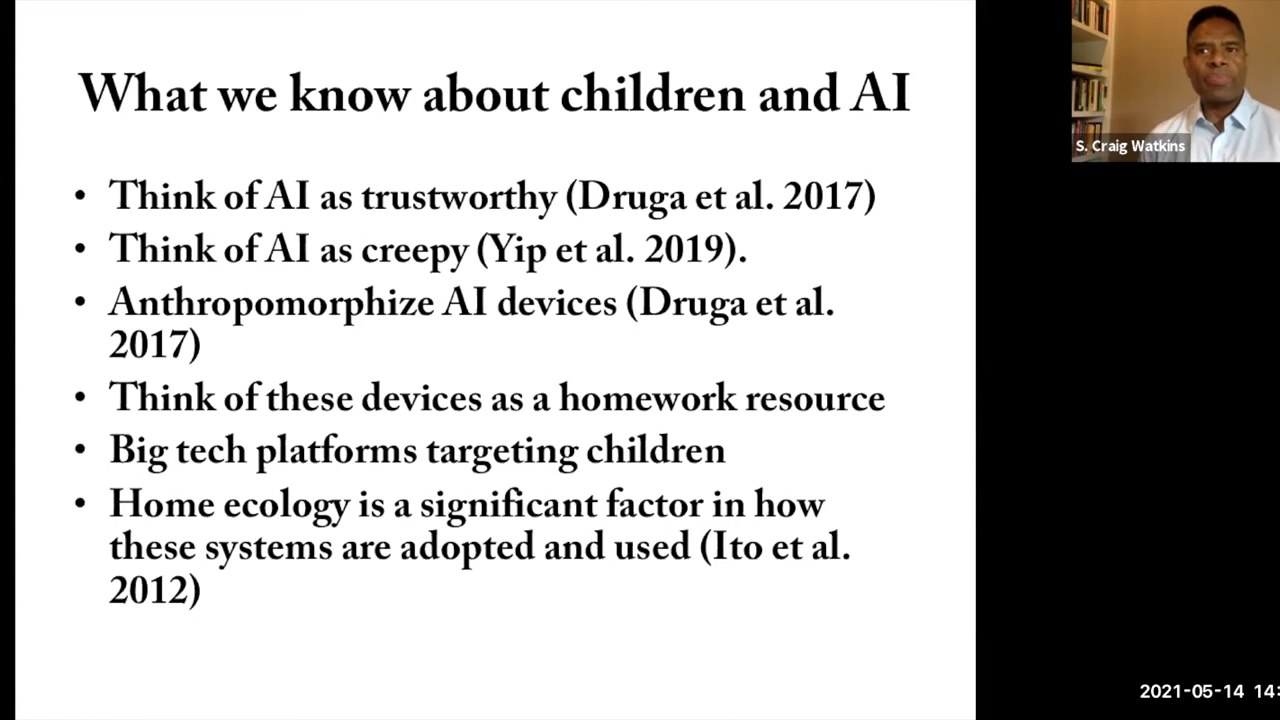 What we know about children and AI
• Think of AI as trustworthy (Druga et al. 2017)
• Think of AI as creepy (Yip et al. 2019).
• Anthropomorphize AI devices (Druga et al.
2017)
• Think of these devices as a homework resource
• Big tech platforms targeting children
• Home ecology is a significant factor in how
these systems are adopted and used (Ito et al.
2012)
S. Craig Watkins
2021-05-14 14: